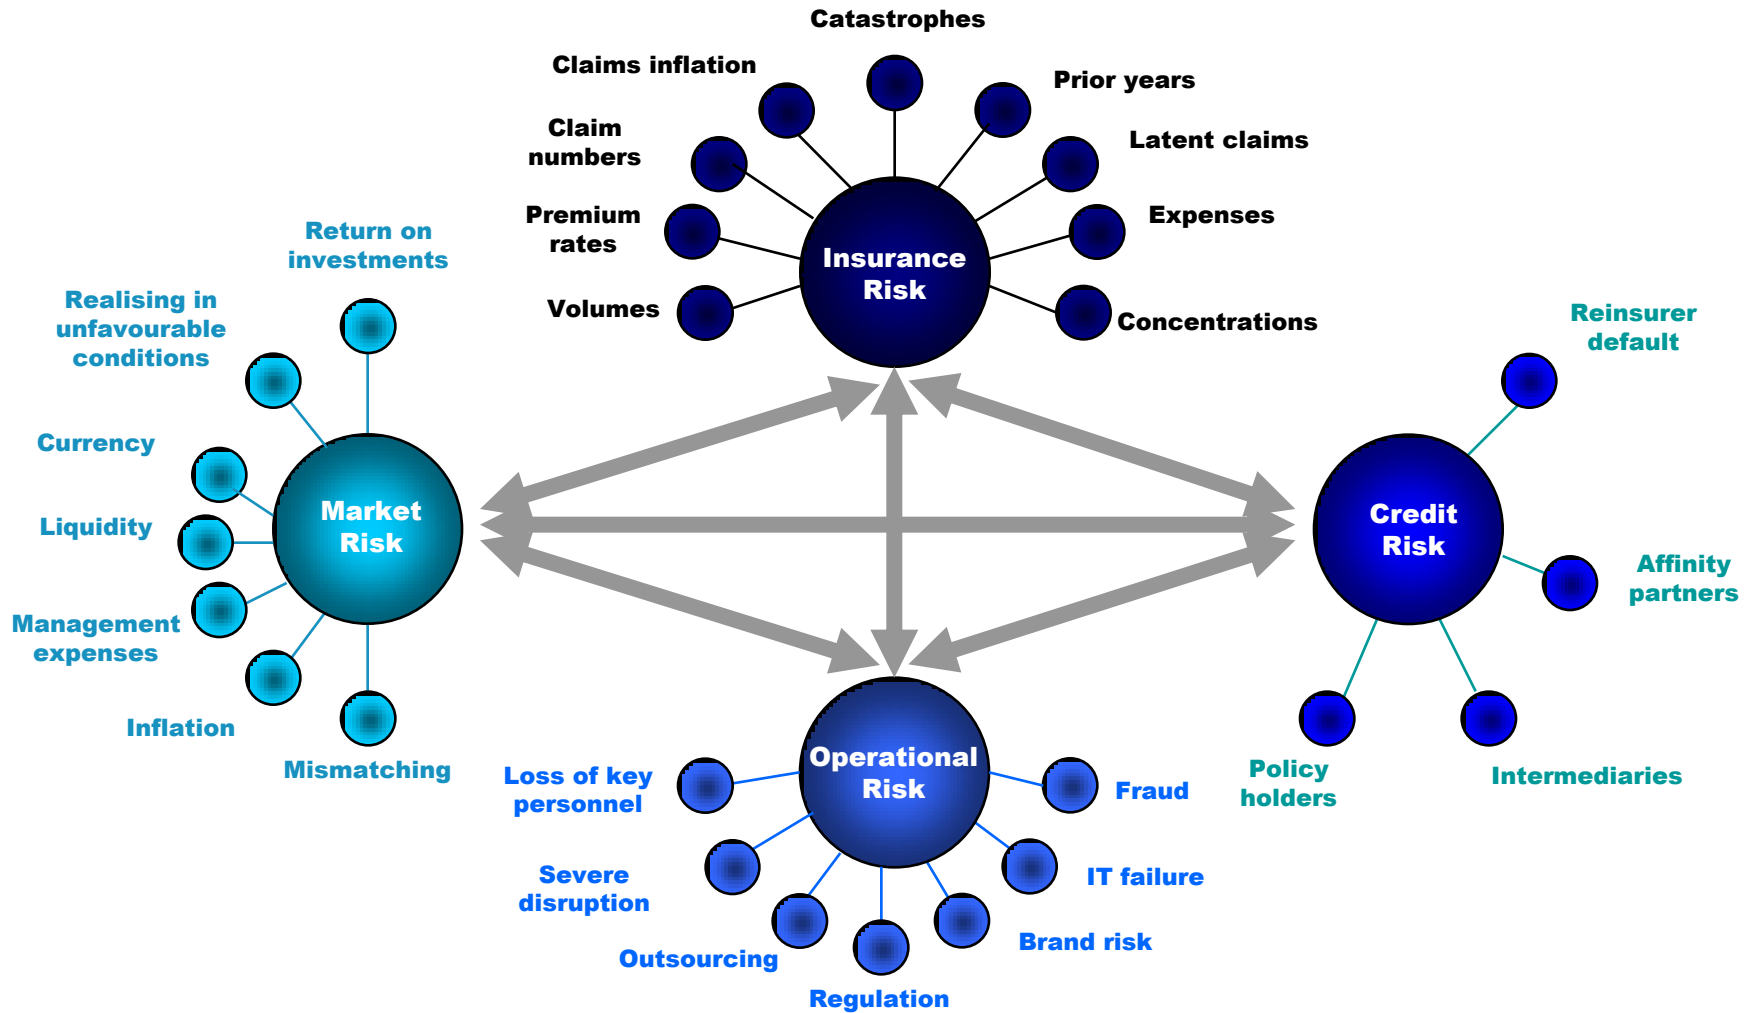 Catastrophes
Claims inflation
Prior years
Claim
numbers
Latent claims
Premium
rates
Expenses
Volumes
Concentrations
Insurance
Risk
Return on
investments
Realising in
unfavourable
conditions
Currency
Liquidity
Management
expenses
Inflation
Mismatching
Market
Risk
Reinsurer
default
Credit
Risk
Affinity
partners
Policy
holders
Intermediaries
Operational
Risk
Loss of key
personnel
Severe
disruption
Outsourcing
Regulation
Brand risk
IT failure
Fraud